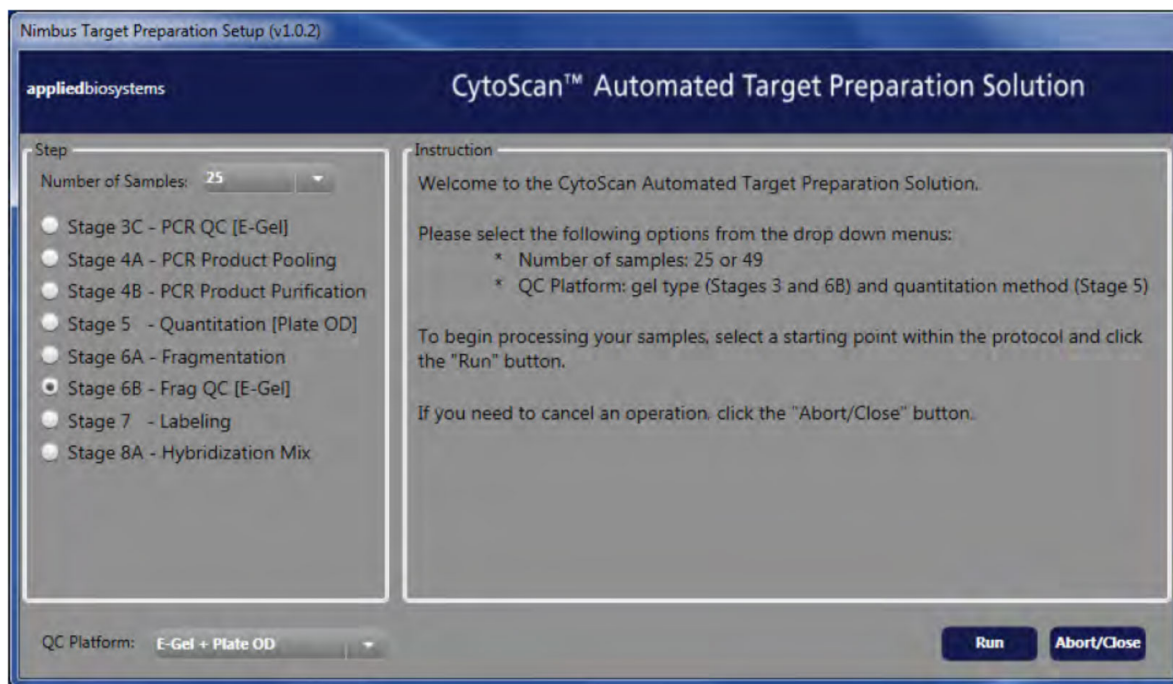 Nimbus Target Preparation Setup (v1.0.2)
appliedbiosystems
CytoScan™ Automated Target Preparation Solution
Step
Number of Samples: 25
Stage 3C - PCR QC [E-Gel]
Stage 4A - PCR Product Pooling
Stage 4B - PCR Product Purification
Stage 5 - Quantitation [Plate OD]
Stage 6A - Fragmentation
Stage 6B - Frag QC [E-Gel]
Stage 7 - Labeling
Stage 8A - Hybridization Mix
Instruction
Welcome to the CytoScan Automated Target Preparation Solution.
Please select the following options from the drop down menus:
* Number of samples: 25 or 49
* QC Platform: gel type (Stages 3 and 6B) and quantitation method (Stage 5)
To begin processing your samples, select a starting point within the protocol and click
the "Run" button.
If you need to cancel an operation, click the "Abort/Close" button.
QC Platform: E-Gel + Plate OD
Run
Abort/Close